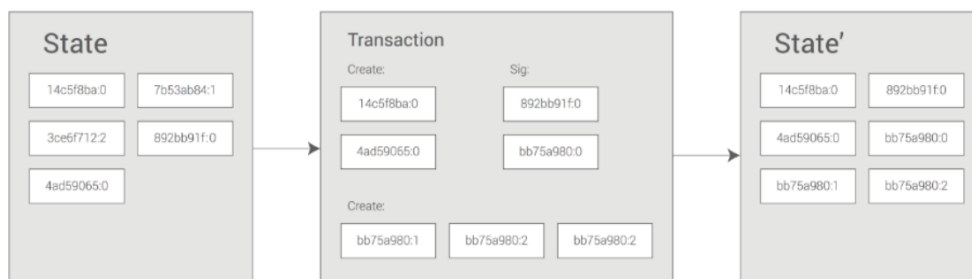 State
14c5f8ba:0 7b53ab84:1
3ce6f712:2 892bb91f:0
4ad59065:0
Transaction
Create: Sig:
14c5f8ba:0 892bb91f:0
4ad59065:0 bb75a980:0
Create:
bb75a980:1 bb75a980:2 bb75a980:2
State’
14c5f8ba:0 892bb91f:0
4ad59065:0 bb75a980:0
bb75a980:1 bb75a980:2